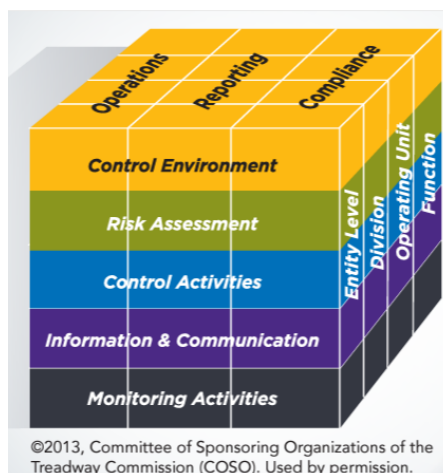 Operations
Reporting
Compliance
Control Environment
Risk Assessment
Control Activities
Information & Communication
Monitoring Activities
Entity Level
Division
Operating Unit
Function
©2013, Committee of Sponsoring Organizations of the
Treadway Commission (COSO). Used by permission.